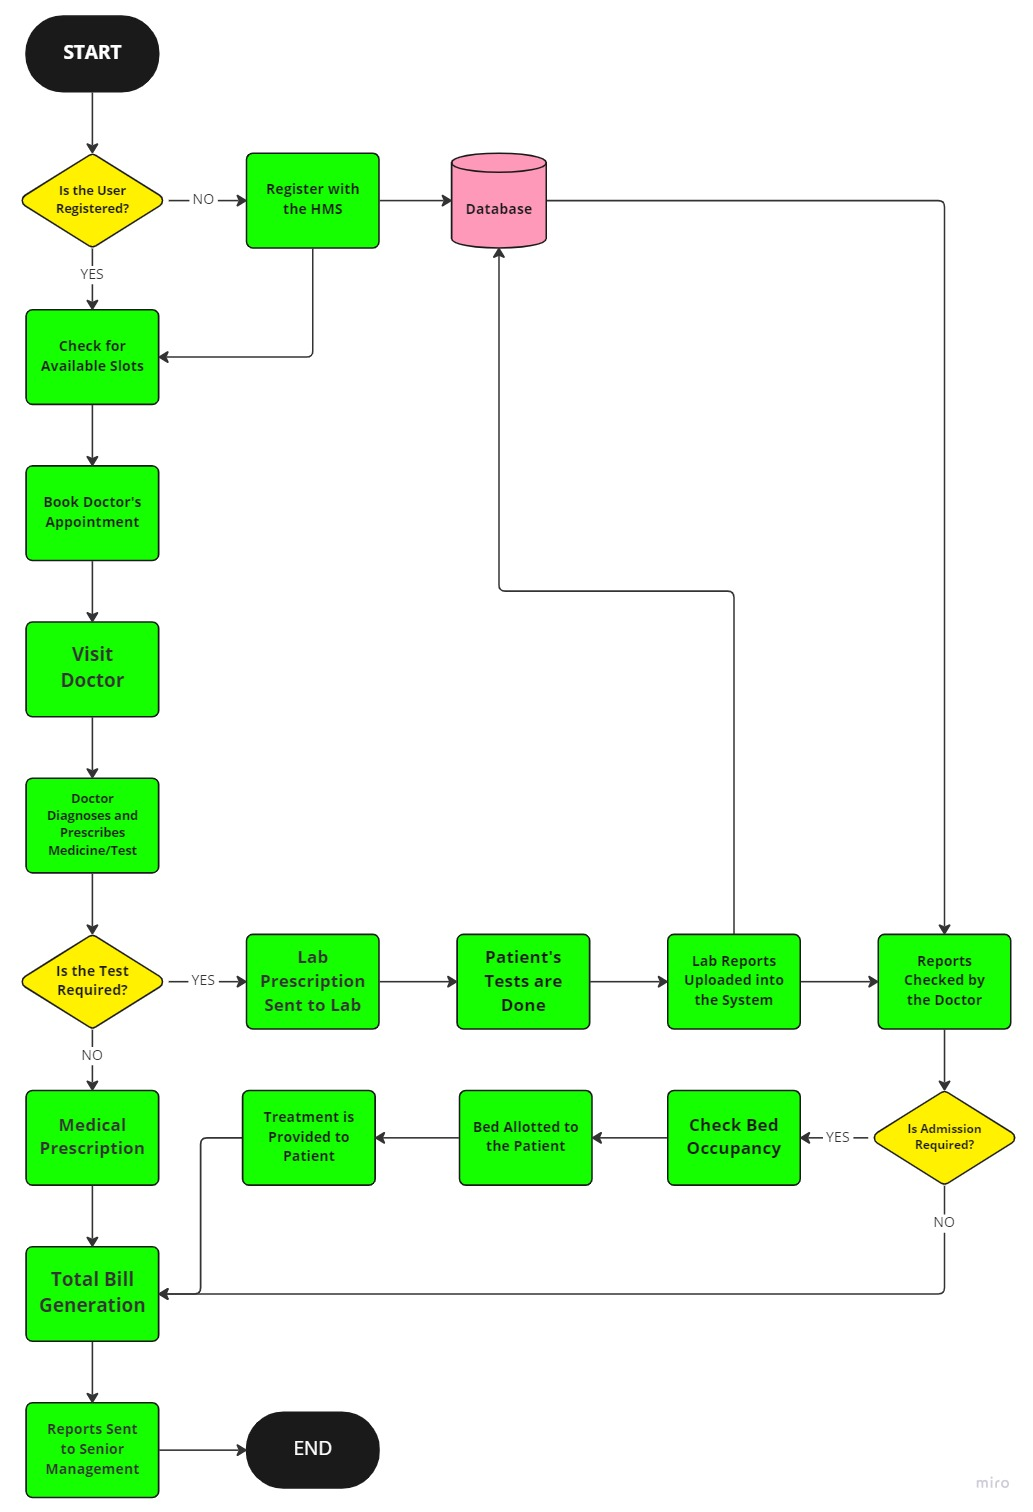 START
Is the User
Registered?
NO
Register with
the HMS
Database
YES
Check for
Available Slots
Book Doctor's
Appointment
Visit
Doctor
Doctor
Diagnoses and
Prescribes
Medicine/Test
Is the Test
Required?
YES
Lab
Prescription
Sent to Lab
Patient's
Tests are
Done
Lab Reports
Uploaded into
the System
Reports
Checked by
the Doctor
NO
Medical
Prescription
Treatment is
Provided to
Patient
Bed Allotted to
the Patient
Check Bed
Occupancy
YES
Is Admission
Required?
NO
Total Bill
Generation
Reports Sent
to Senior
Management
END
miro